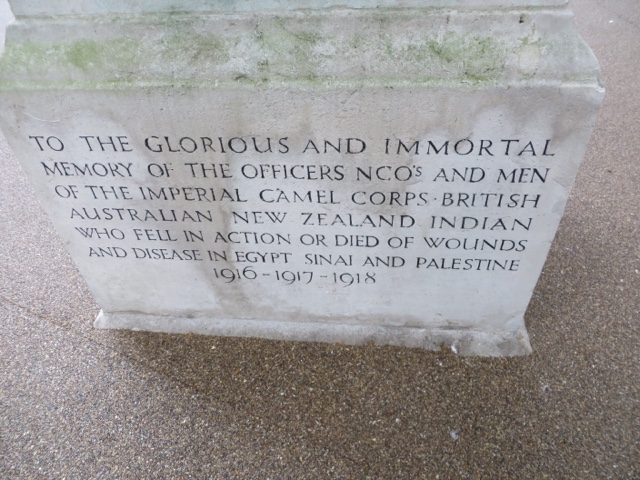 TO THE GLORIOUS AND IMMORTAL
MEMORY OF THE OFFICERS NCO'S AND MEN
OF THE IMPERIAL CAMEL CORPS·BRITISH
AUSTRALIAN NEW ZEALAND INDIAN
WHO FELL IN ACTION OR DIED OF WOUNDS
AND DISEASE IN EGYPT SINAI AND PALESTINE
1916-1917-1918